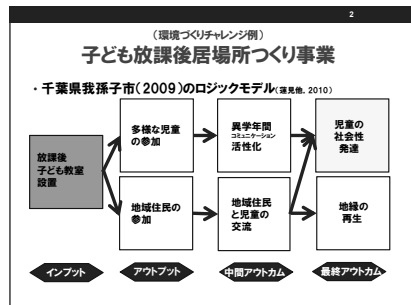 2
(環境づくりチャレンジ例)
子ども放課後居場所つくり事業
・千葉県我孫子市(2009)のロジックモデル(蓮見他, 2010)
放課後
子ども教室
設置
多様な児童
の参加
異学年間
コミュニケーション
活性化
児童の
社会性
発達
地域住民の
参加
地域住民
と児童の
交流
地縁の
再生
インプット
アウトプット
中間アウトカム
最終アウトカム